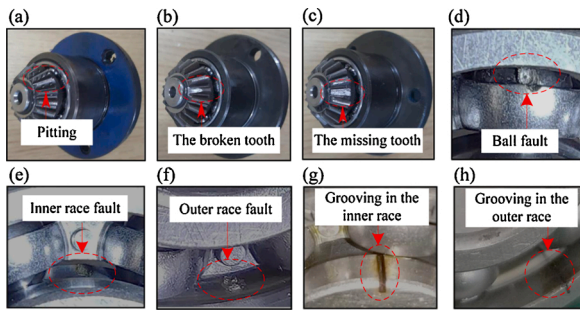 (a)
(b)
(c)
(d)
Pitting
The broken tooth
The missing tooth
Ball fault
(e)
(f)
(g)
(h)
Inner race fault
Outer race fault
Grooving in the
inner race
Grooving in the
outer race